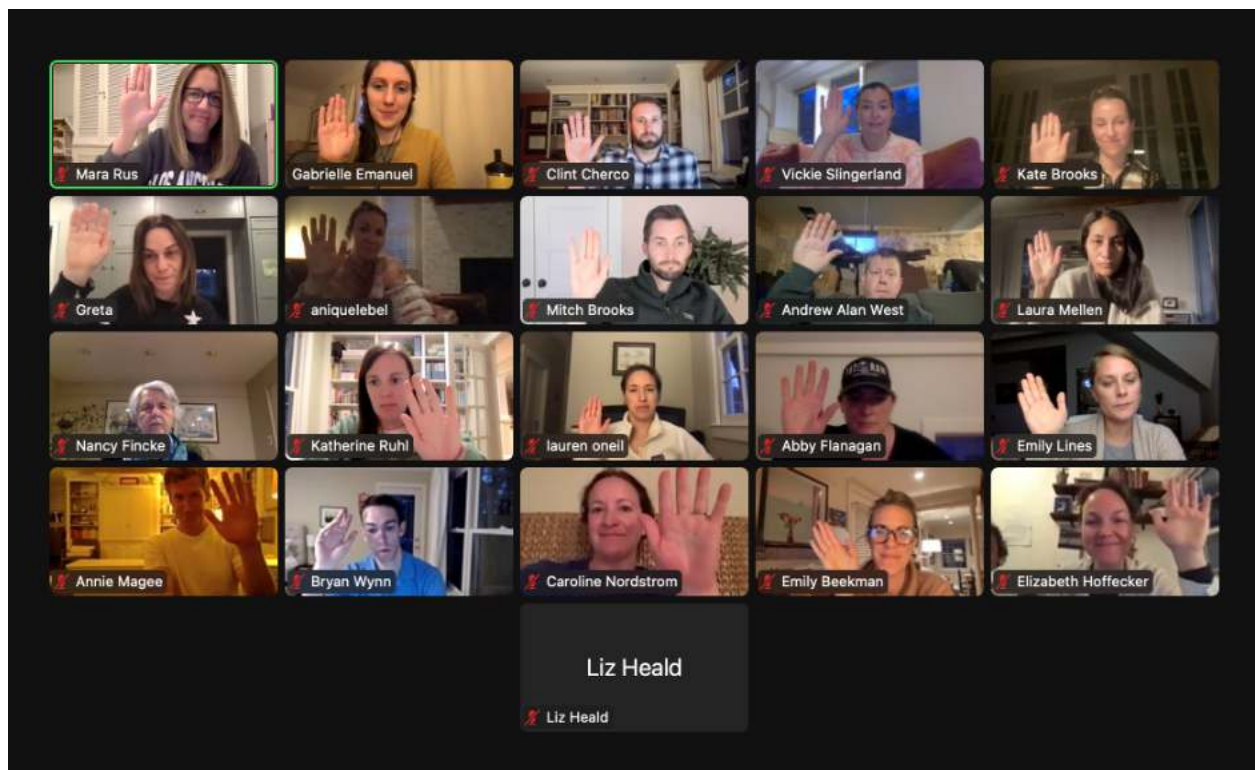 LOS ANGELES
Mara Rus
Gabrielle Emanuel
Clint Cherco
Vickie Slingerland
Kate Brooks
Greta
aniquelebel
Mitch Brooks
Andrew Alan West
Laura Mellen
Nancy Fincke
Katherine Ruhl
lauren oneil
Abby Flanagan
Emily Lines
Annie Magee
Bryan Wynn
Caroline Nordstrom
Emily Beekman
Elizabeth Hoffecker
Liz Heald
Liz Heald